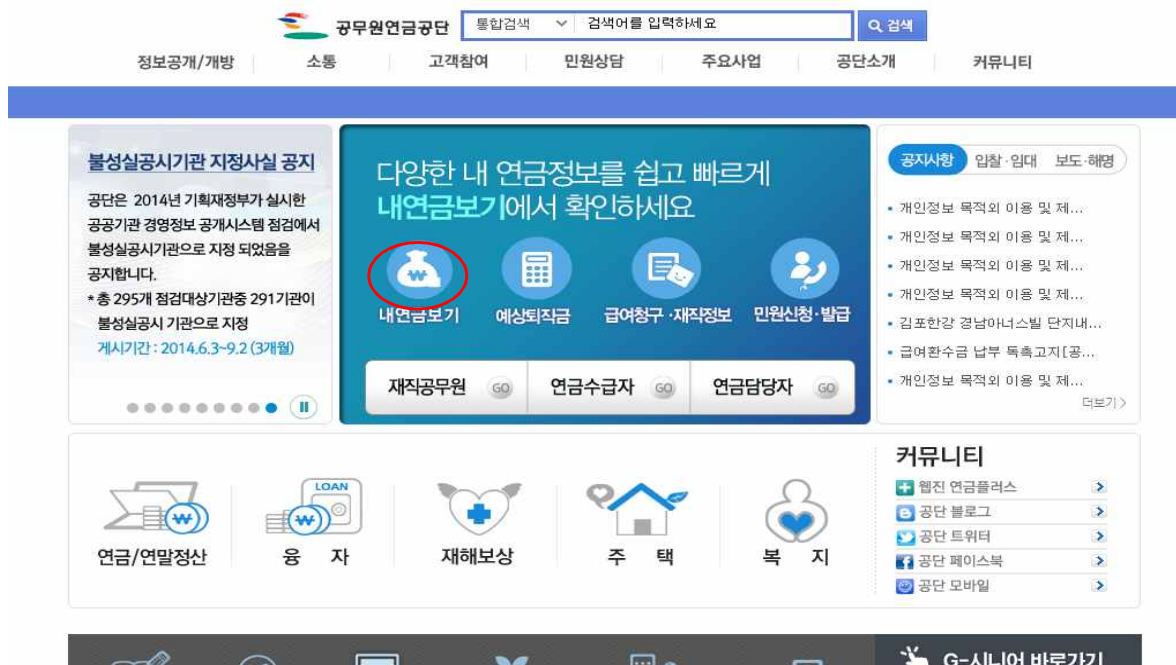 공무원연금공단
통합검색 검색어를 입력하세요 검색
정보공개/개방 소통 고객참여 민원상담 주요사업 공단소개 커뮤니티
불성실공시기관 지정사실 공지
공단은 2014년 기획재정부가 실시한
공공기관 경영정보 공개시스템 점검에서
불성실공시기관으로 지정 되었음을
공지합니다.
* 총 295개 점검대상기관중 291기관이
불성실공시 기관으로 지정
게시기간 : 2014.6.3~9.2 (3개월)
다양한 내 연금정보를 쉽고 빠르게
내연금보기에서 확인하세요
내연금보기 예상퇴직금 급여청구·재직정보 민원신청·발급
재직공무원 GO 연금수급자 GO 연금담당자 GO
공지사항 입찰·임대 보도·해명
개인정보 목적외 이용 및 제...
개인정보 목적외 이용 및 제...
개인정보 목적외 이용 및 제...
개인정보 목적외 이용 및 제...
김포한강 경남아너스빌 단지내...
급여환수금 납부 독촉고지[공...
개인정보 목적외 이용 및 제...
더보기 >
LOAN
연금/연말정산 융 자 재해보상 주 택 복 지
커뮤니티
웹진 연금플러스
공단 블로그
공단 트위터
공단 페이스북
공단 모바일
G-시니어 바로가기